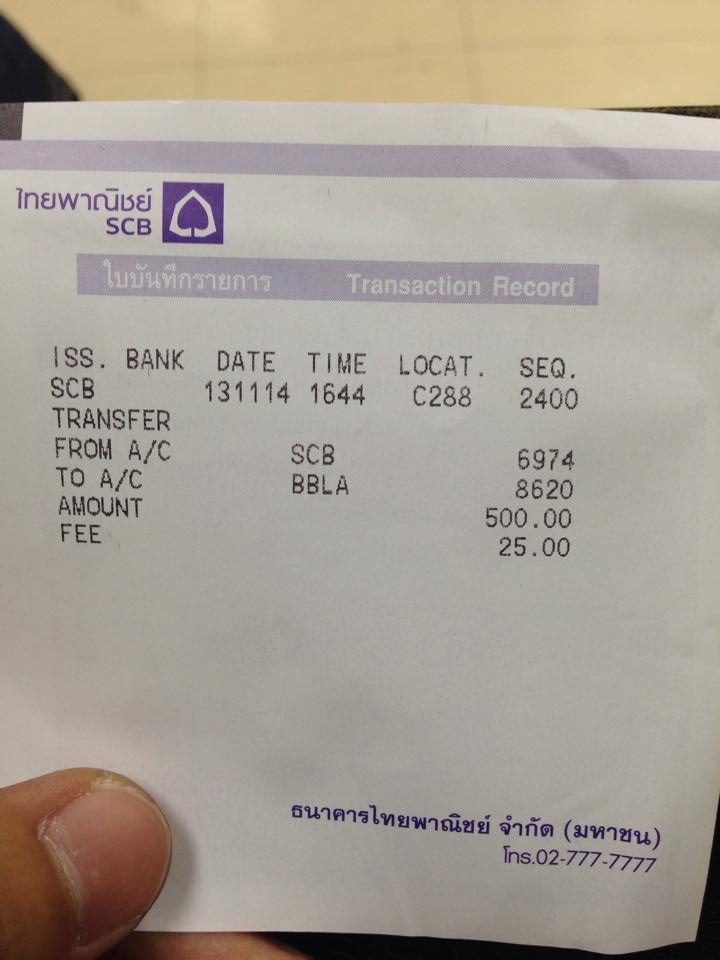 ไทยพาณิชย์
SCB
ใบบันทึกรายการ Transaction Record
ISS. BANK DATE TIME LOCAT. SEQ.
SCB 131114 1644 C288 2400
TRANSFER
FROM A/C SCB 6974
TO A/C BBLA 8620
AMOUNT 500.00
FEE 25.00
ธนาคารไทยพาณิชย์ จำกัด (มหาชน)
โทร.02-777-7777